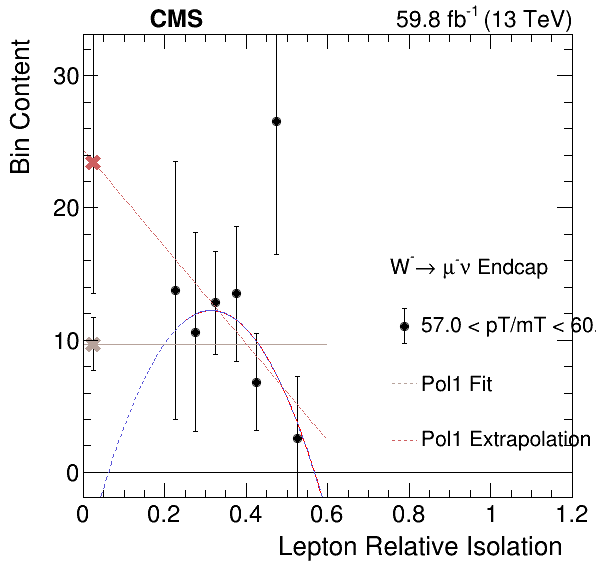 CMS
59.8 fb⁻¹ (13 TeV)
Bin Content
30
20
10
0
W⁻→ μ⁻ν Endcap
57.0 < pT/mT < 60.
Pol1 Fit
Pol1 Extrapolation
0 0.2 0.4 0.6 0.8 1 1.2
Lepton Relative Isolation